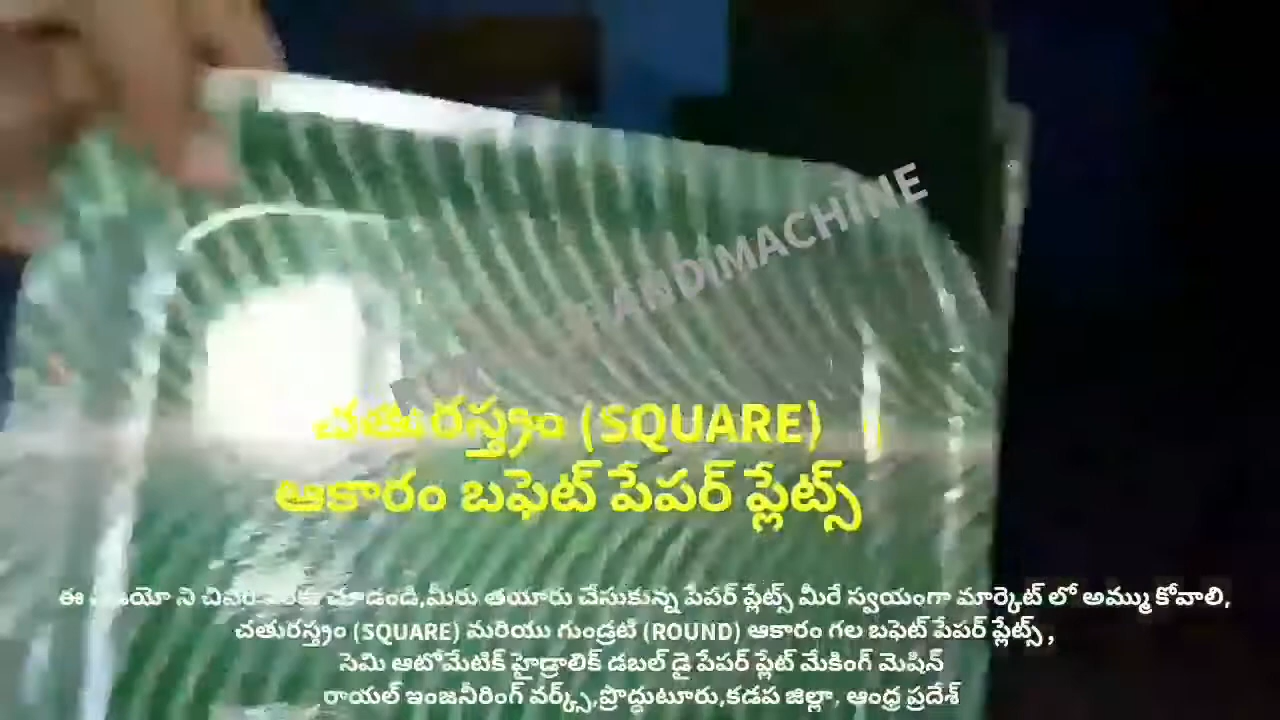 HANDIMACHINE
చతురస్త్రం (SQUARE)
ఆకారం బఫెట్ పేపర్ ప్లేట్స్
ఈ ని చూడండి,మీరు తయారు చేసుకున్న పేపర్ ప్లేట్స్ మీరే స్వయంగా మార్కెట్ లో అమ్ము కోవాలి,
చతురస్త్రం (SQUARE) మరియు గుండ్రటి (ROUND) ఆకారం గల బఫెట్ పేపర్ ప్లేట్స్ ,
సెమి ఆటోమేటిక్ హైడ్రాలిక్ డబల్ డై పేపర్ ప్లేట్ మేకింగ్ మెషిన్
రాయల్ ఇంజనీరింగ్ వర్క్స్,ప్రొద్దుటూరు,కడప జిల్లా, ఆంధ్ర ప్రదేశ్